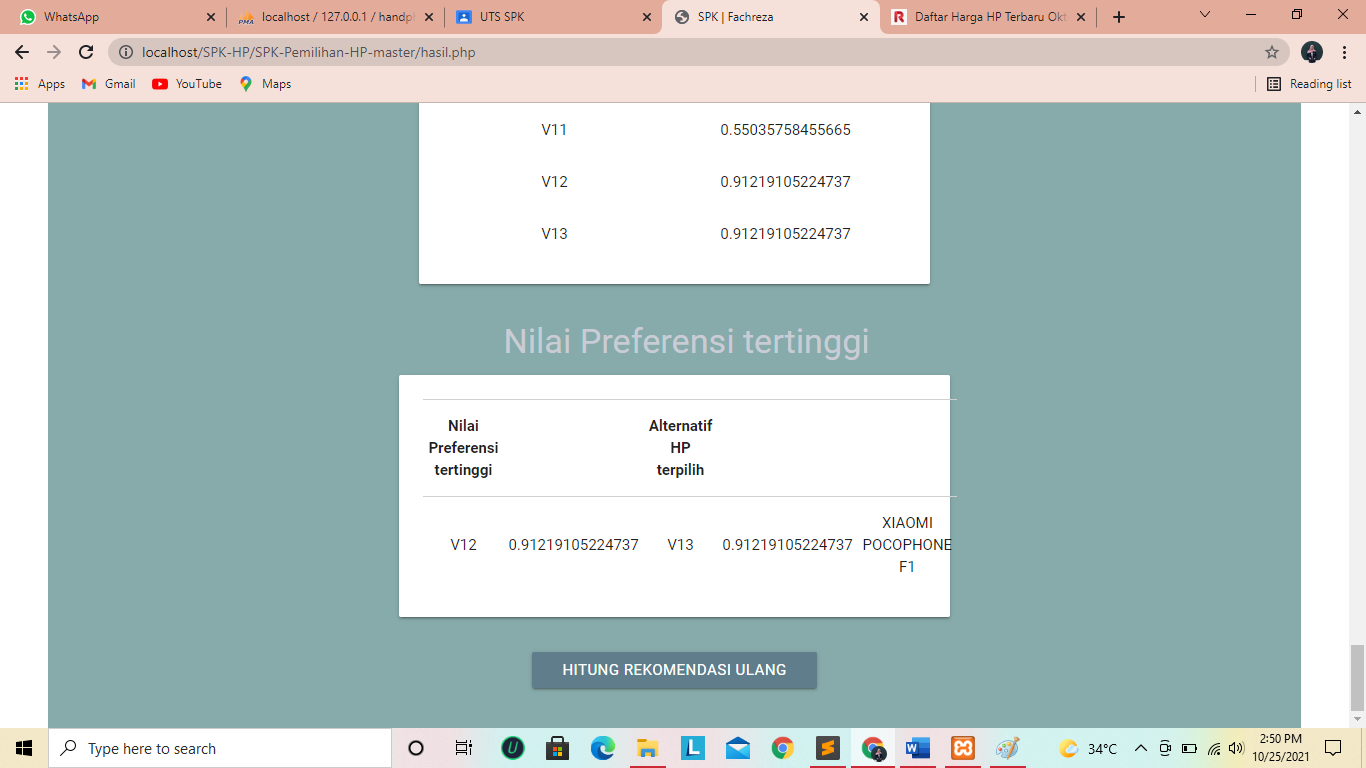 WhatsApp
PMA localhost / 127.0.0.1 / handph
UTS SPK
SPK | Fachreza
R Daftar Harga HP Terbaru Okt
localhost/SPK-HP/SPK-Pemilihan-HP-master/hasil.php
Apps Gmail YouTube Maps Reading list
V11 0.55035758455665
V12 0.91219105224737
V13 0.91219105224737
Nilai Preferensi tertinggi
Nilai
Preferensi
tertinggi
Alternatif
HP
terpilih
V12 0.91219105224737 V13 0.91219105224737
XIAOMI
POCOPHONE
F1
HITUNG REKOMENDASI ULANG
Type here to search
34°C
2:50 PM
10/25/2021